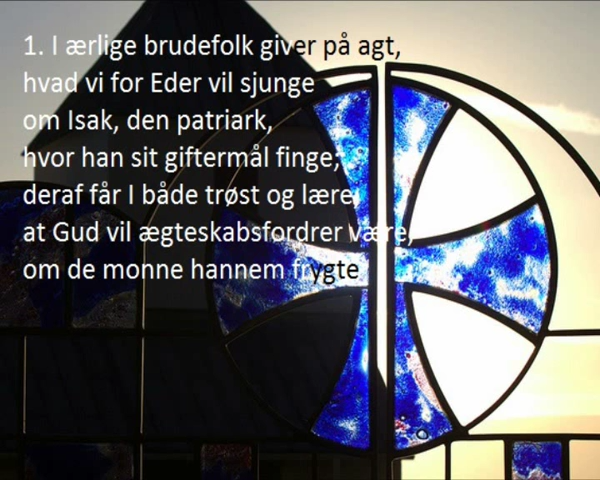 1. I ærlige brudefolk giver på agt,
hvad vi for Eder vil sjunge
om Isak, den patriark,
hvor han sit giftermål finge;
deraf får I både trøst og lære,
at Gud vil ægteskabsfordrer være,
om de monne hannem frygte